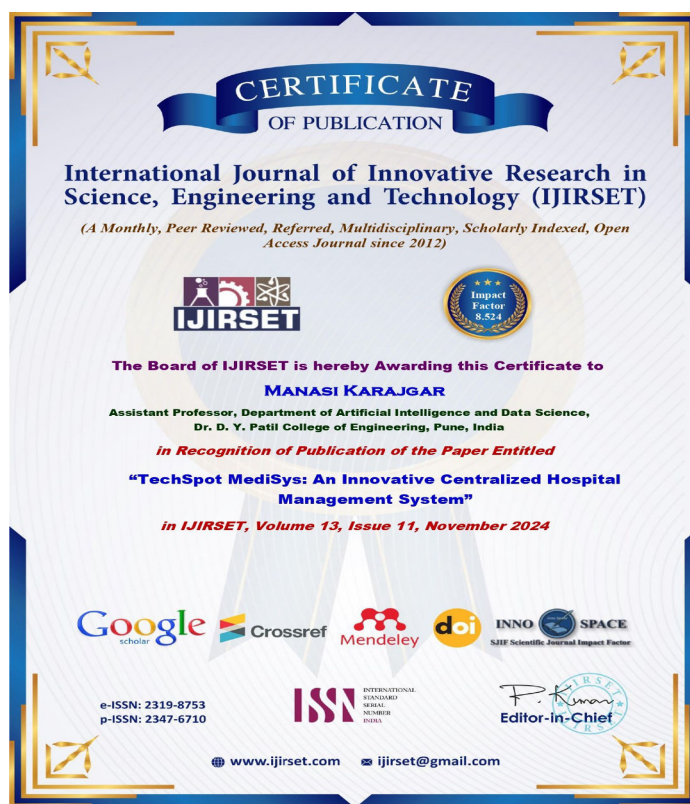 CERTIFICATE
OF PUBLICATION
International Journal of Innovative Research in
Science, Engineering and Technology (IJIRSET)
(A Monthly, Peer Reviewed, Referred, Multidisciplinary, Scholarly Indexed, Open
Access Journal since 2012)
IJIRSET
Impact
Factor
8.524
The Board of IJIRSET is hereby Awarding this Certificate to
MANASI KARAJGAR
Assistant Professor, Department of Artificial Intelligence and Data Science,
Dr. D. Y. Patil College of Engineering, Pune, India
in Recognition of Publication of the Paper Entitled
“TechSpot MediSys: An Innovative Centralized Hospital
Management System”
in IJIRSET, Volume 13, Issue 11, November 2024
Google
scholar
Crossref
Mendeley
doi
INNO SPACE
SJIF Scientific Journal Impact Factor
e-ISSN: 2319-8753
p-ISSN: 2347-6710
ISSN
INTERNATIONAL
STANDARD
SERIAL
NUMBER
INDIA
P. Kumar
IJIRSET
Editor-in-Chief
IJIRSET
www.ijirset.com ijirset@gmail.com